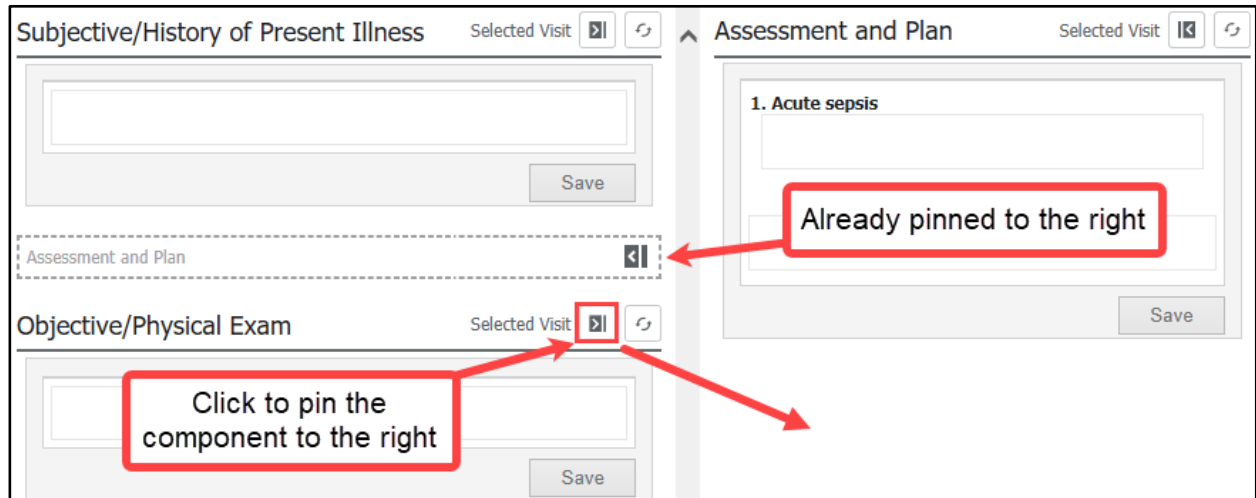 Subjective/History of Present Illness Selected Visit
Save
Assessment and Plan
Objective/Physical Exam Selected Visit
Click to pin the
component to the right
Save
Assessment and Plan Selected Visit
1. Acute sepsis
Already pinned to the right
Save